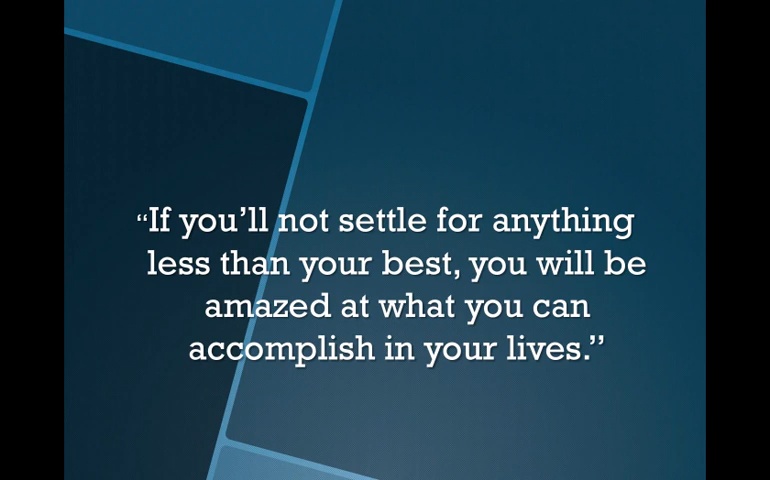 “If you’ll not settle for anything
less than your best, you will be
amazed at what you can
accomplish in your lives.”